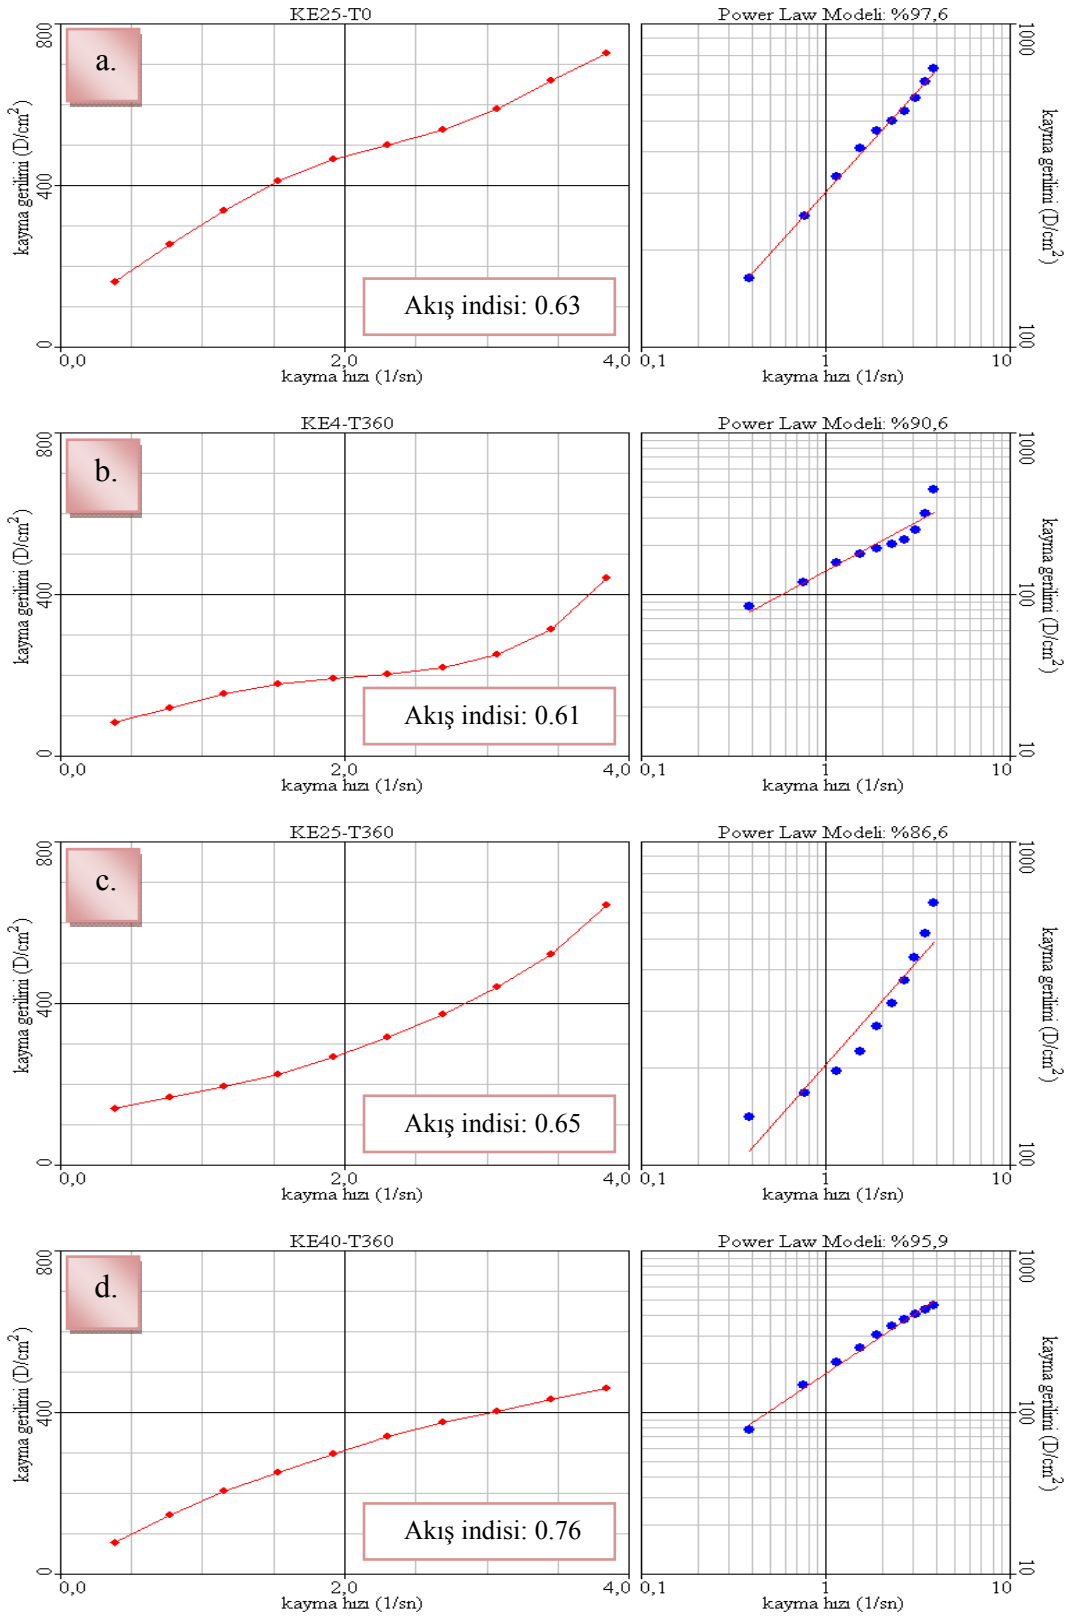 KE25-T0
Power Law Modeli: %97,6
a.
800
400
0
kayma gerilimi (D/cm²)
Akış indisi: 0.63
0,0
2,0
4,0
kayma hızı (1/sn)
1000
100
kayma gerilimi (D/cm²)
0,1
1
10
kayma hızı (1/sn)
KE4-T360
Power Law Modeli: %90,6
b.
800
400
0
kayma gerilimi (D/cm²)
Akış indisi: 0.61
0,0
2,0
4,0
kayma hızı (1/sn)
1000
100
10
kayma gerilimi (D/cm²)
0,1
1
10
kayma hızı (1/sn)
KE25-T360
Power Law Modeli: %86,6
c.
800
400
0
kayma gerilimi (D/cm²)
Akış indisi: 0.65
0,0
2,0
4,0
kayma hızı (1/sn)
1000
100
kayma gerilimi (D/cm²)
0,1
1
10
kayma hızı (1/sn)
KE40-T360
Power Law Modeli: %95,9
d.
800
400
0
kayma gerilimi (D/cm²)
Akış indisi: 0.76
0,0
2,0
4,0
kayma hızı (1/sn)
1000
100
10
kayma gerilimi (D/cm²)
0,1
1
10
kayma hızı (1/sn)